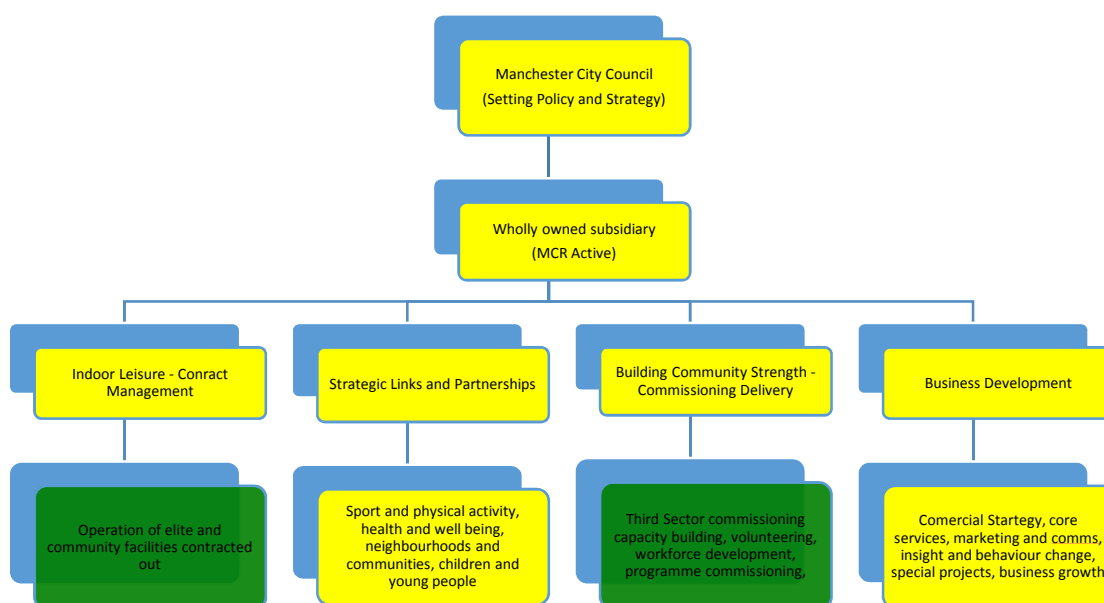 Manchester City Council
(Setting Policy and Strategy)
Wholly owned subsidiary
(MCR Active)
Indoor Leisure - Conract
Management
Strategic Links and Partnerships
Building Community Strength -
Commissioning Delivery
Business Development
Operation of elite and
community facilities contracted
out
Sport and physical activity,
health and well being,
neighbourhoods and
communities, children and
young people
Third Sector commissioning
capacity building, volunteering,
workforce development,
programme commissioning,
Comercial Startegy, core
services, marketing and comms,
insight and behaviour change,
special projects, business growth